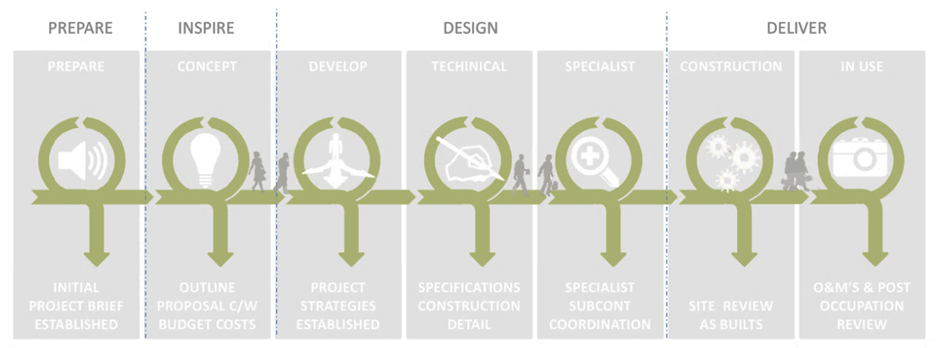 PREPARE
INSPIRE
DESIGN
DELIVER
PREPARE
CONCEPT
DEVELOP
TECHINICAL
SPECIALIST
CONSTRUCTION
IN USE
INITIAL
PROJECT BRIEF
ESTABLISHED
OUTLINE
PROPOSAL C/W
BUDGET COSTS
PROJECT
STRATEGIES
ESTABLISHED
SPECIFICATIONS
CONSTRUCTION
DETAIL
SPECIALIST
SUBCONT
COORDINATION
SITE REVIEW
AS BUILTS
O&M'S & POST
OCCUPATION
REVIEW